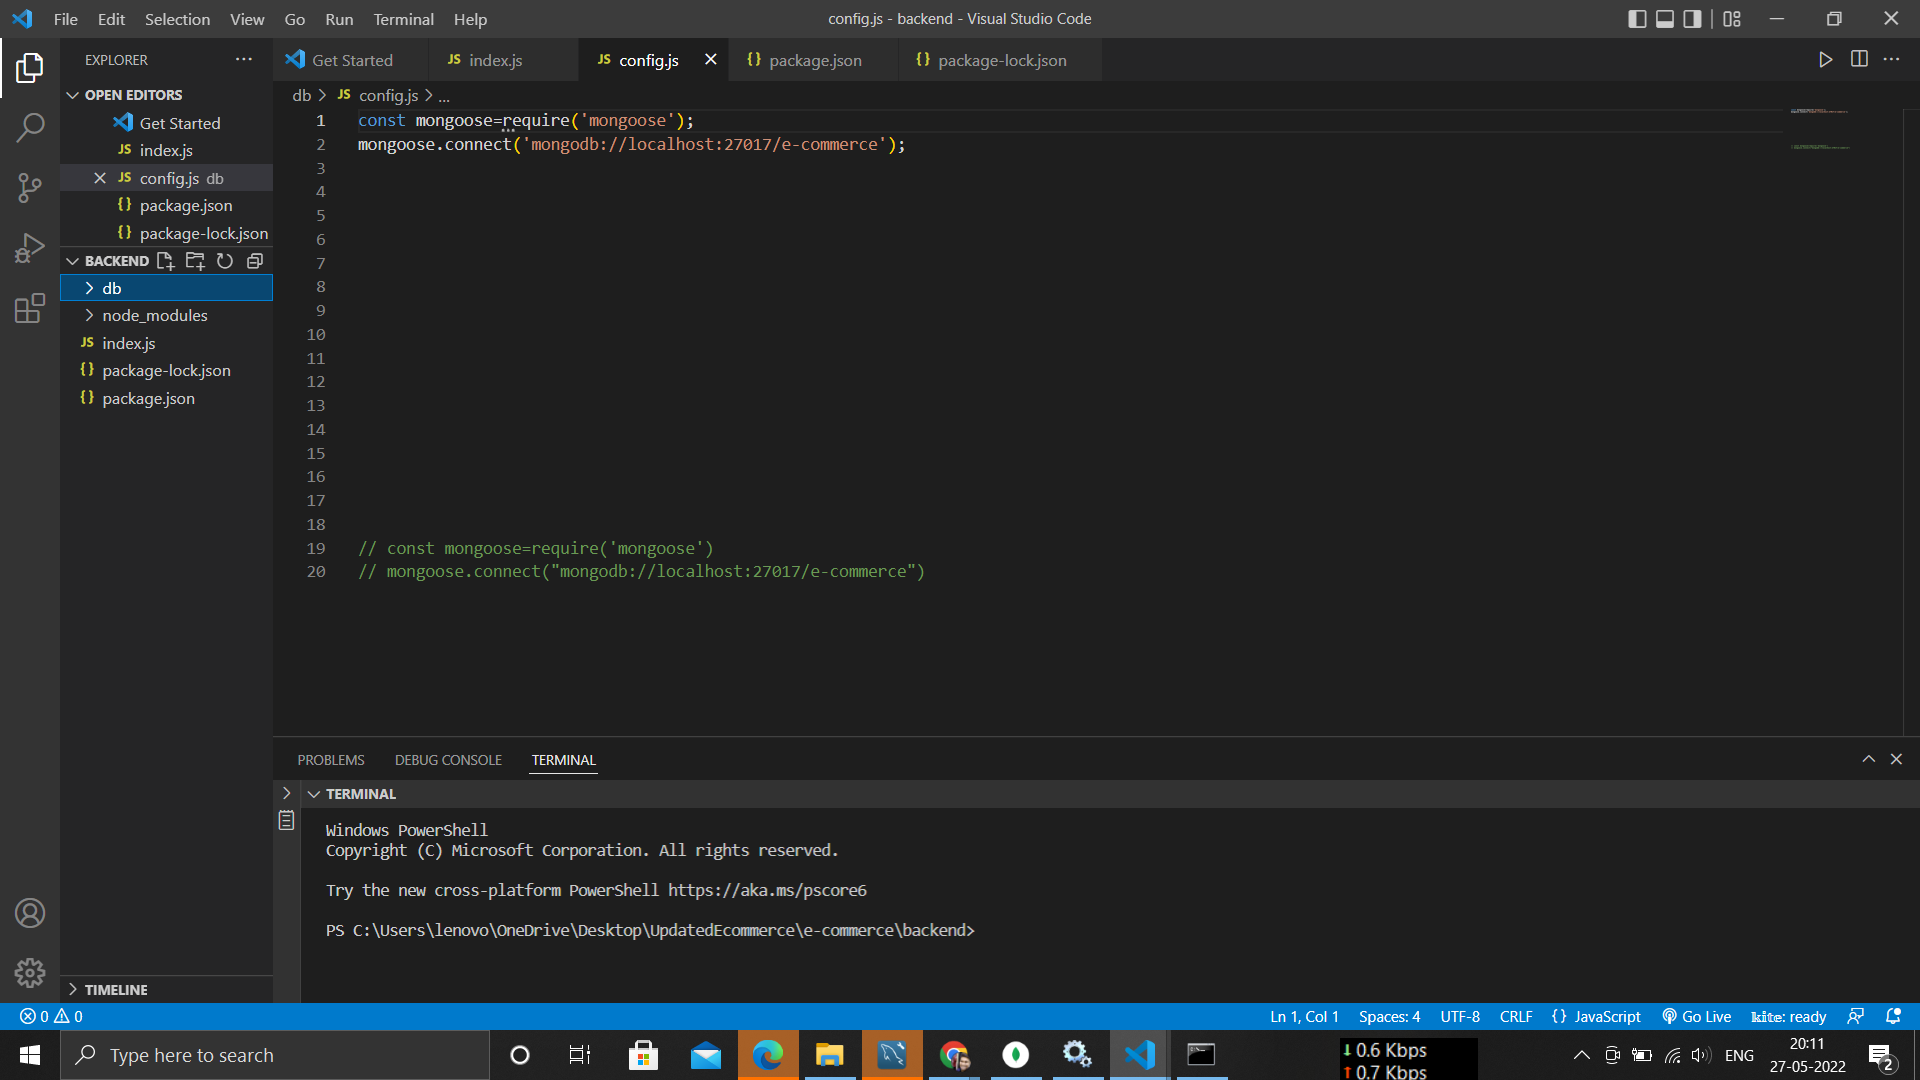 File Edit Selection View Go Run Terminal Help
config.js - backend - Visual Studio Code
EXPLORER
Get Started
JS index.js
JS config.js
{} package.json
{} package-lock.json
OPEN EDITORS
Get Started
JS index.js
JS config.js db
{} package.json
{} package-lock.json
BACKEND
db
node_modules
JS index.js
{} package-lock.json
{} package.json
TIMELINE
db > JS config.js > ...
1 const mongoose=require('mongoose');
2 mongoose.connect('mongodb://localhost:27017/e-commerce');
3
4
5
6
7
8
9
10
11
12
13
14
15
16
17
18
19 // const mongoose=require('mongoose')
20 // mongoose.connect("mongodb://localhost:27017/e-commerce")
PROBLEMS DEBUG CONSOLE TERMINAL
TERMINAL
Windows PowerShell
Copyright (C) Microsoft Corporation. All rights reserved.
Try the new cross-platform PowerShell https://aka.ms/pscore6
PS C:\Users\lenovo\OneDrive\Desktop\UpdatedEcommerce\e-commerce\backend>
0 0
Ln 1, Col 1 Spaces: 4 UTF-8 CRLF {} JavaScript Go Live kite: ready
Type here to search
0.6 Kbps
0.7 Kbps
ENG
20:11
27-05-2022
2